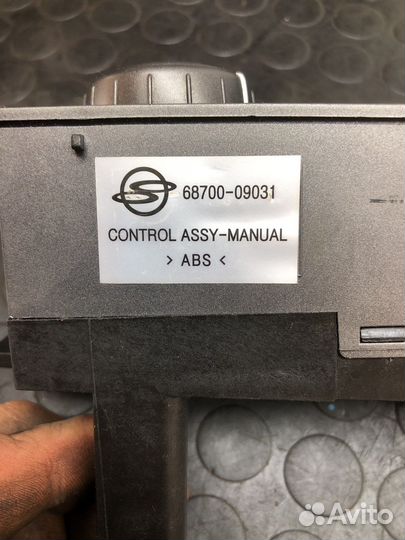 68700-09031
CONTROL ASSY-MANUAL
> ABS <
Avito